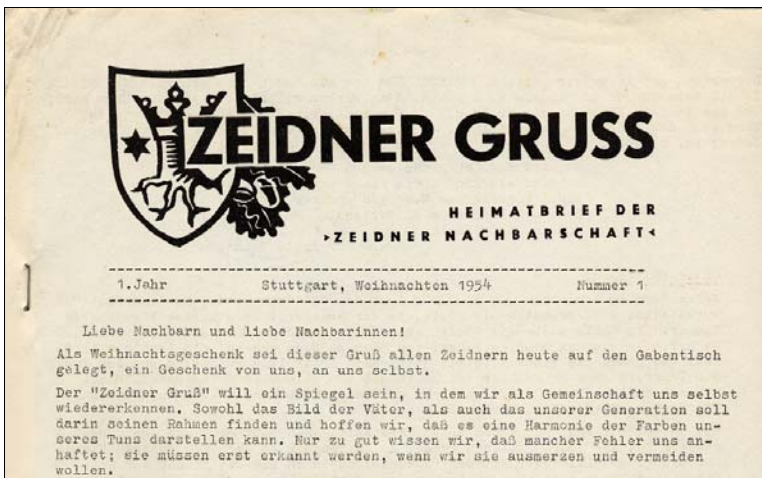 ZEIDNER GRUSS
HEIMATBRIEF DER
›ZEIDNER NACHBARSCHAFT‹
1.Jahr Stuttgart, Weihnachten 1954 Nummer 1
Liebe Nachbarn und liebe Nachbarinnen!
Als Weihnachtsgeschenk sei dieser Gruß allen Zeidnern heute auf den Gabentisch
gelegt, ein Geschenk von uns, an uns selbst.
Der "Zeidner Gruß" will ein Spiegel sein, in dem wir als Gemeinschaft uns selbst
wiedererkennen. Sowohl das Bild der Väter, als auch das unserer Generation soll
darin seinen Rahmen finden und hoffen wir, daß es eine Harmonie der Farben un-
seres Tuns darstellen kann. Nur zu gut wissen wir, daß mancher Fehler uns an-
haftet; sie müssen erst erkannt werden, wenn wir sie ausmerzen und vermeiden
wollen.